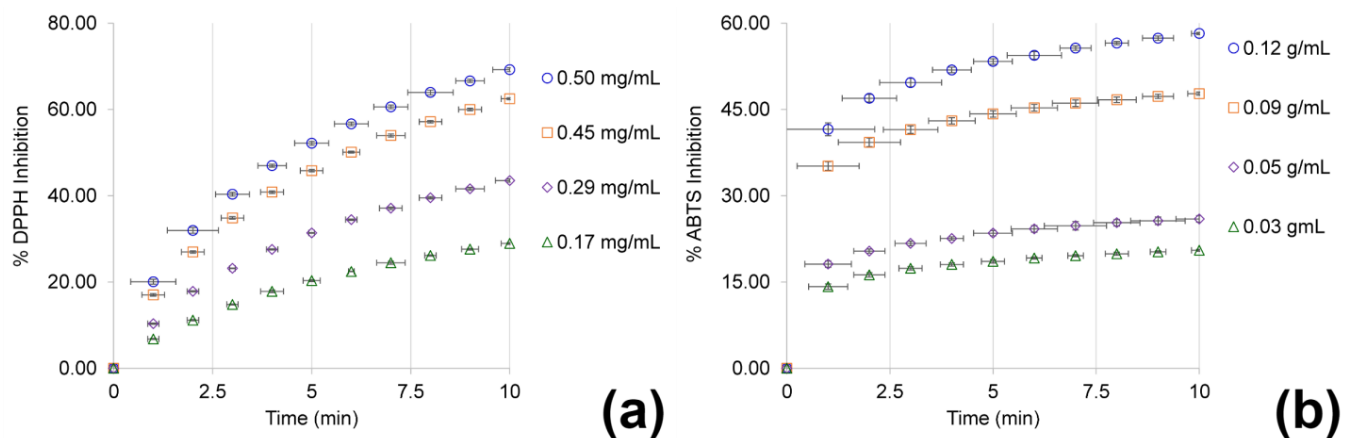 80.00
60.00
40.00
20.00
0.00
% DPPH Inhibition
0
2.5
5
7.5
10
Time (min)
0.50 mg/mL
0.45 mg/mL
0.29 mg/mL
0.17 mg/mL
(a)
60.00
45.00
30.00
15.00
0.00
% ABTS Inhibition
0
2.5
5
7.5
10
Time (min)
0.12 g/mL
0.09 g/mL
0.05 g/mL
0.03 gmL
(b)